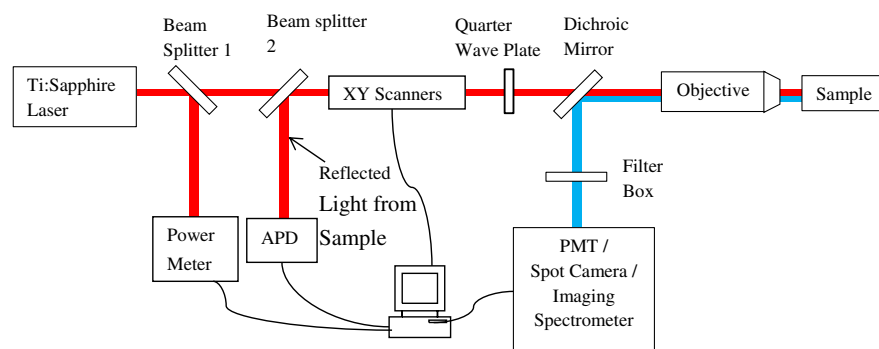 Beam
Splitter 1
Beam splitter
2
Quarter
Wave Plate
Dichroic
Mirror
Ti:Sapphire
Laser
XY Scanners
Objective
Sample
Reflected
Light from
Sample
Filter
Box
Power
Meter
APD
PMT /
Spot Camera /
Imaging
Spectrometer